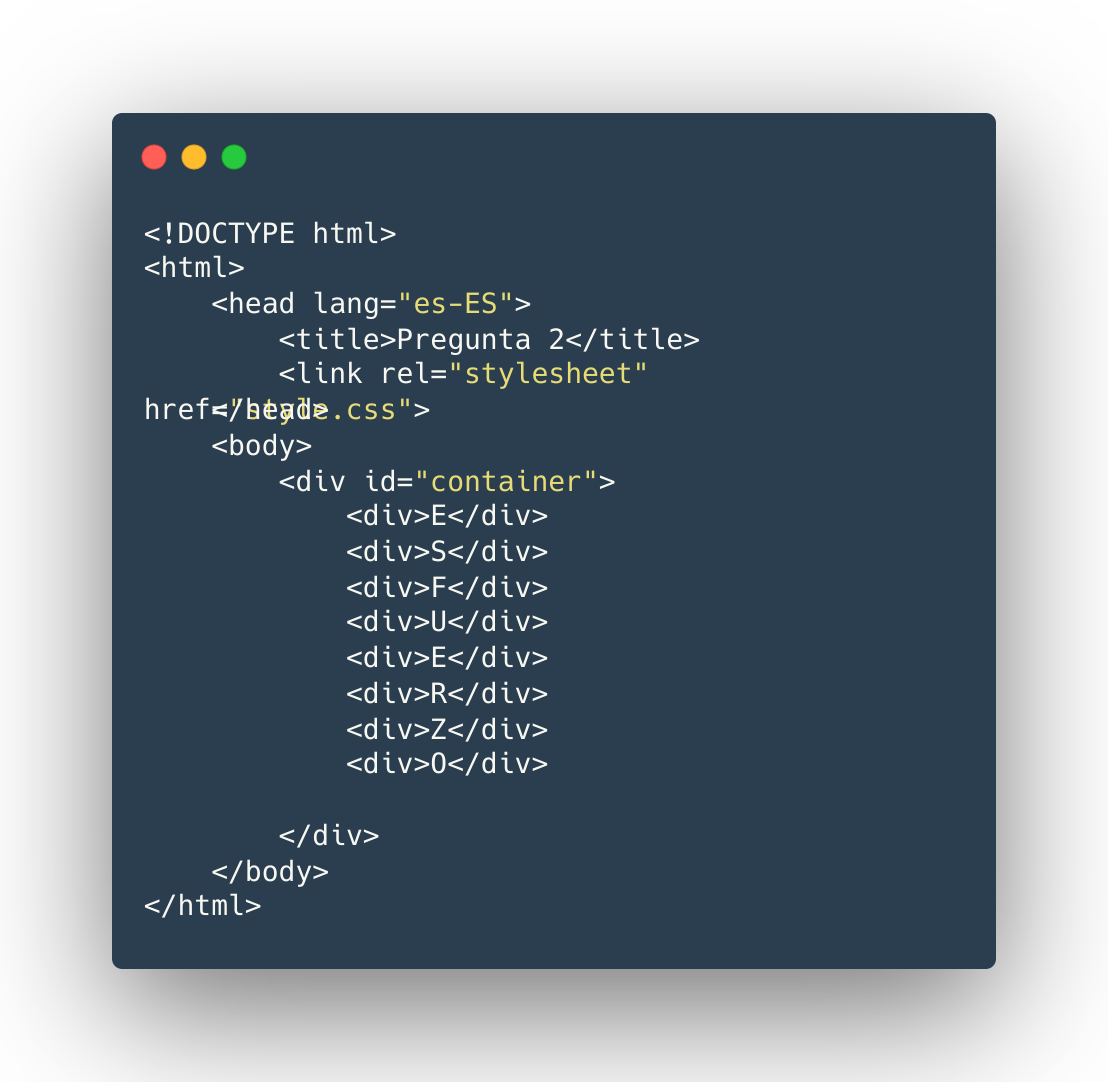 <!DOCTYPE html>
<html>
    <head lang="es-ES">
        <title>Pregunta 2</title>
        <link rel="stylesheet"
href="style.css">
    </head>
    <body>
        <div id="container">
            <div>E</div>
            <div>S</div>
            <div>F</div>
            <div>U</div>
            <div>E</div>
            <div>R</div>
            <div>Z</div>
            <div>O</div>

        </div>
    </body>
</html>